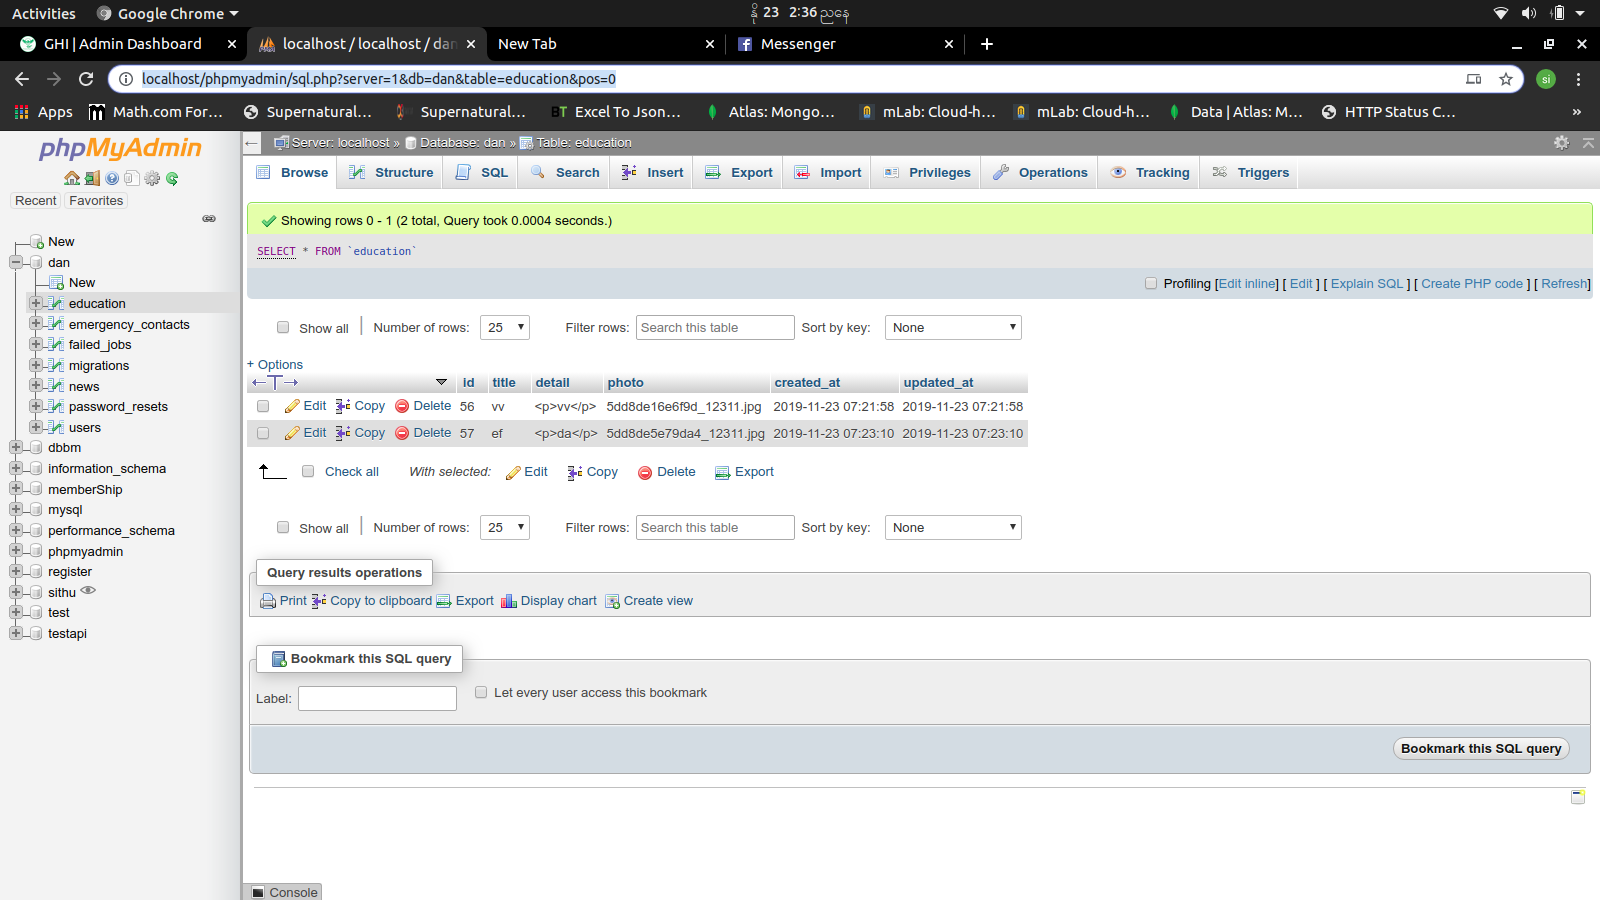 Activities Google Chrome နို 23 2:36 ညနေ
GHI | Admin Dashboard localhost / localhost / dan New Tab Messenger
localhost/phpmyadmin/sql.php?server=1&db=dan&table=education&pos=0 si
Apps Math.com For... Supernatural... Supernatural... BT Excel To Json... Atlas: Mongo... mLab: Cloud-h... mLab: Cloud-h... Data | Atlas: M... HTTP Status C... »
phpMyAdmin
Recent Favorites
New
dan
New
education
emergency_contacts
failed_jobs
migrations
news
password_resets
users
dbbm
information_schema
memberShip
mysql
performance_schema
phpmyadmin
register
sithu
test
testapi
Server: localhost » Database: dan » Table: education
Browse Structure SQL Search Insert Export Import Privileges Operations Tracking Triggers
Showing rows 0 - 1 (2 total, Query took 0.0004 seconds.)
SELECT * FROM `education`
Profiling [Edit inline] [ Edit ] [ Explain SQL ] [ Create PHP code ] [ Refresh]
Show all Number of rows: 25 Filter rows: Search this table Sort by key: None
+ Options
id title detail photo created_at updated_at
Edit Copy Delete 56 vv <p>vv</p> 5dd8de16e6f9d_12311.jpg 2019-11-23 07:21:58 2019-11-23 07:21:58
Edit Copy Delete 57 ef <p>da</p> 5dd8de5e79da4_12311.jpg 2019-11-23 07:23:10 2019-11-23 07:23:10
Check all With selected: Edit Copy Delete Export
Show all Number of rows: 25 Filter rows: Search this table Sort by key: None
Query results operations
Print Copy to clipboard Export Display chart Create view
Bookmark this SQL query
Label: Let every user access this bookmark
Bookmark this SQL query
Console